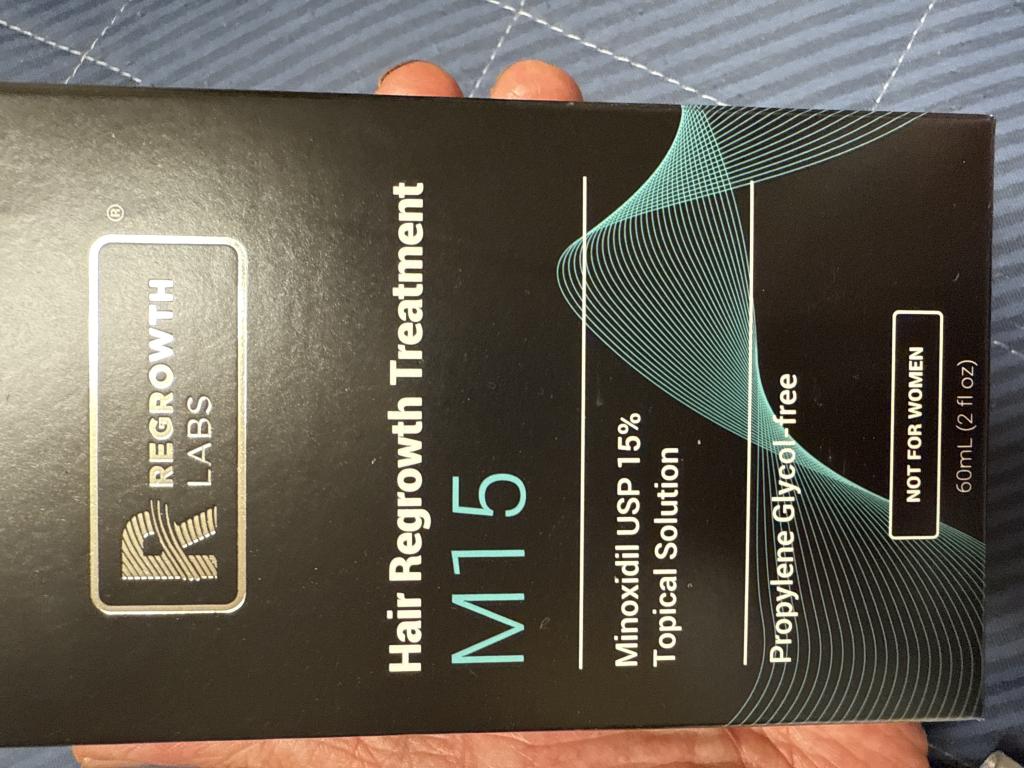 REGROWTH
LABS
®
Hair Regrowth Treatment
M15
Minoxidil USP 15%
Topical Solution
Propylene Glycol-free
NOT FOR WOMEN
60mL (2 fl oz)